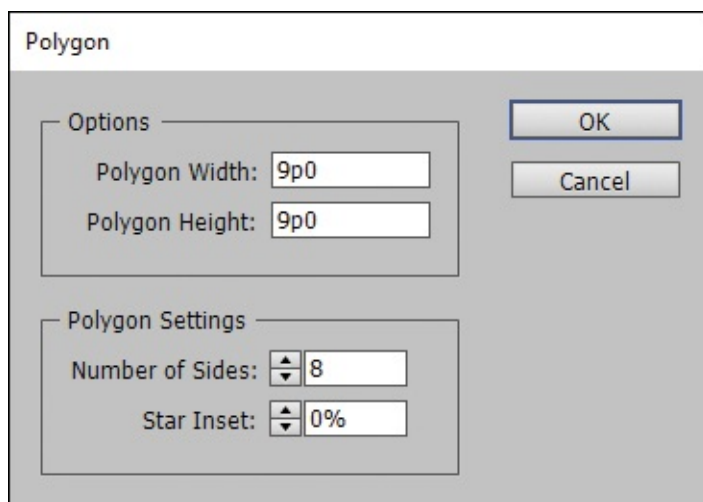 Polygon
Options
Polygon Width: 9p0
Polygon Height: 9p0
OK
Cancel
Polygon Settings
Number of Sides: 8
Star Inset: 0%